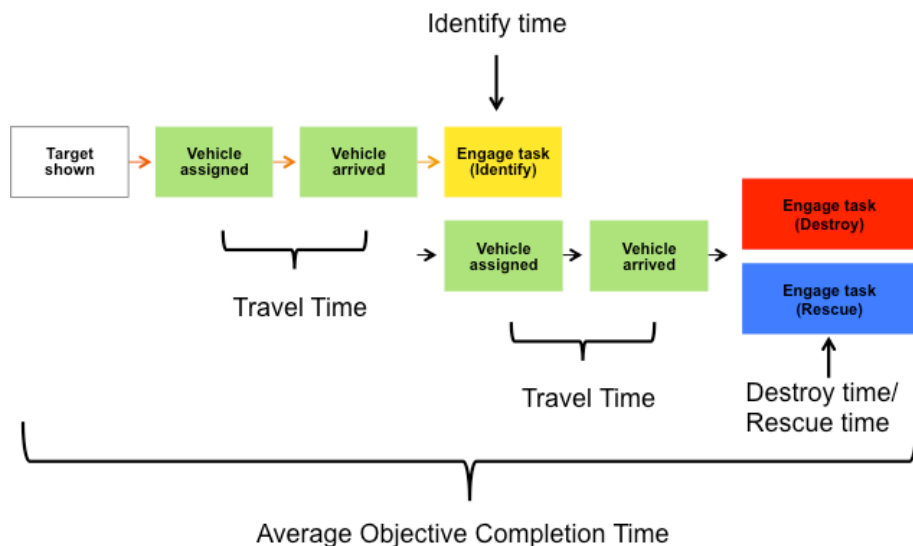 Identify time
Target
shown
Vehicle
assigned
Vehicle
arrived
Engage task
(Identify)
Travel Time
Vehicle
assigned
Vehicle
arrived
Engage task
(Destroy)
Engage task
(Rescue)
Travel Time
Destroy time/
Rescue time
Average Objective Completion Time